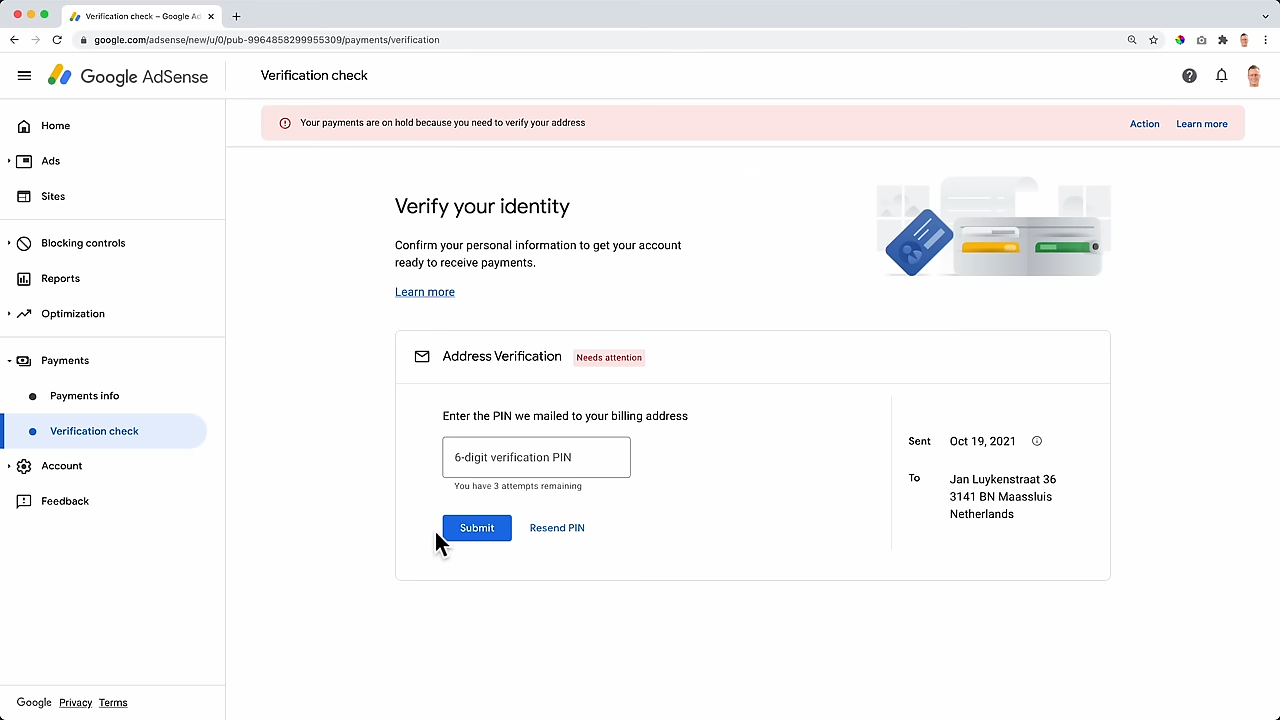 Verification check – Google Ad
google.com/adsense/new/u/0/pub-9964858299955309/payments/verification
Google AdSense
Verification check
Your payments are on hold because you need to verify your address
Action
Learn more
Home
Ads
Sites
Blocking controls
Reports
Optimization
Payments
Payments info
Verification check
Account
Feedback
Verify your identity
Confirm your personal information to get your account
ready to receive payments.
Learn more
Address Verification
Needs attention
Enter the PIN we mailed to your billing address
6-digit verification PIN
You have 3 attempts remaining
Submit
Resend PIN
Sent
Oct 19, 2021
To
Jan Luykenstraat 36
3141 BN Maassluis
Netherlands
Google
Privacy
Terms